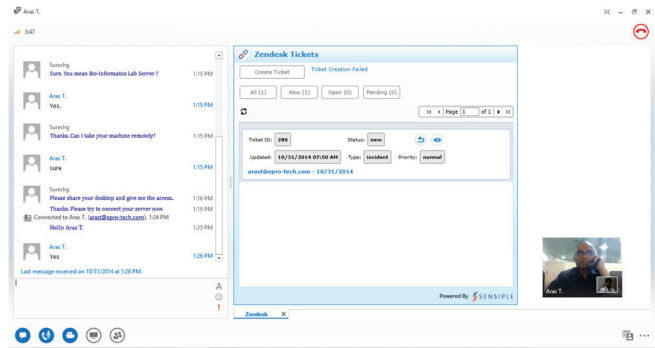 Aras T.
3:47
Sureshg
Sure. You mean Bio-Informatics Lab Server ?
1:15 PM
Aras T.
Yes.
1:15 PM
Sureshg
Thanks. Can I take your machine remotely?
1:15 PM
Aras T.
sure
1:15 PM
Sureshg
Please share your desktop and give me the access.
1:18 PM
Thanks. Please try to connect your server now.
1:19 PM
Connected to Aras T. (arast@epro-tech.com). 1:24 PM
Hello Aras T.
1:25 PM
Aras T.
Yes
1:26 PM
Last message received on 10/31/2014 at 1:26 PM.
A
!
Zendesk Tickets
Create Ticket
Ticket Creation Failed
All (1) New (1) Open (0) Pending (0)
Page 1 of 1
Ticket ID: 286 Status: new
Updated: 10/31/2014 07:50 AM Type: incident Priority: normal
arast@epro-tech.com - 10/31/2014
Powered By SENSIPLE
Zendesk X
Aras T.